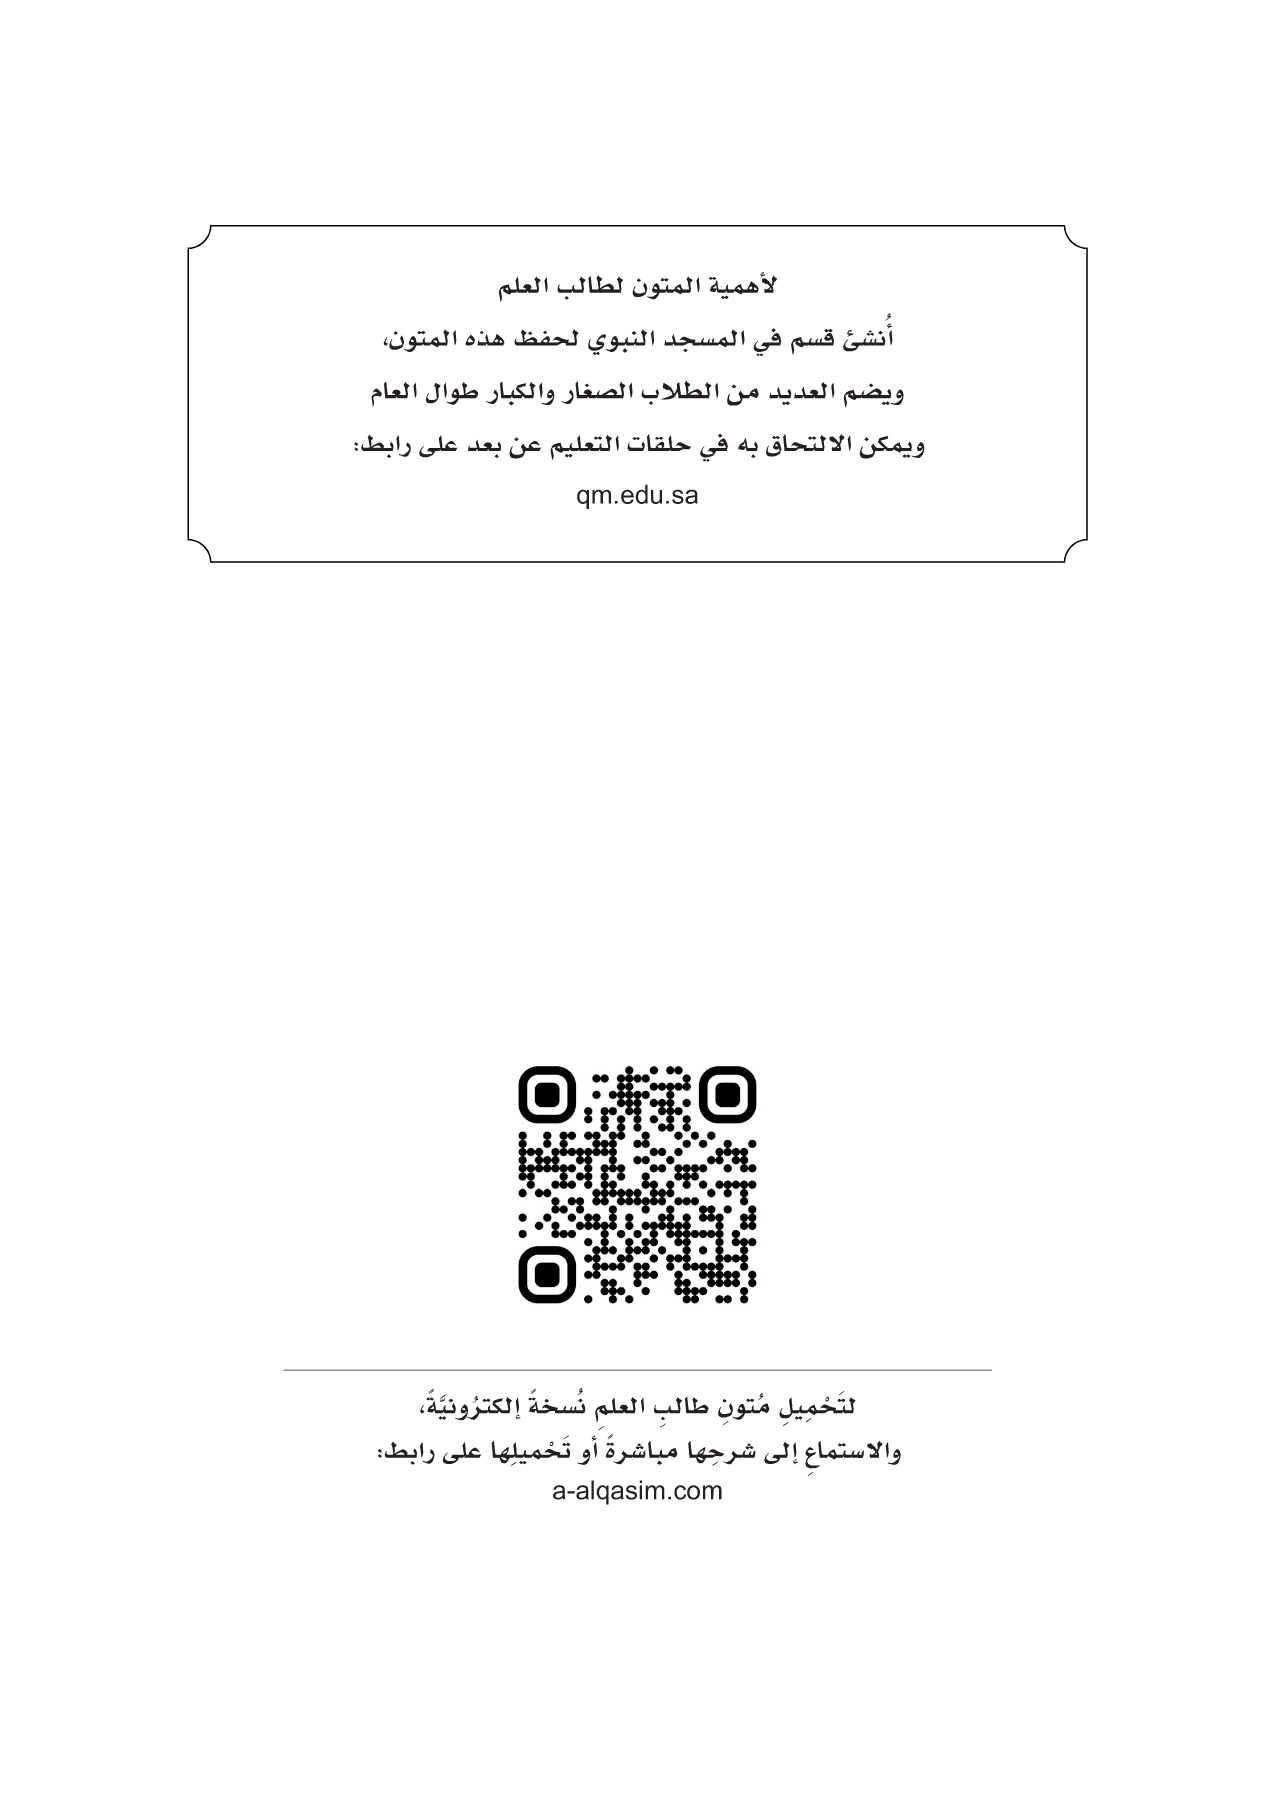 لأهمية المتون لطالب العلم
أُنشئ قسم في المسجد النبوي لحفظ هذه المتون،
ويضم العديد من الطلاب الصغار والكبار طوال العام
ويمكن الالتحاق به في حلقات التعليم عن بعد على رابط:
qm.edu.sa
لتَحْمِيلِ مُتونِ طالبِ العلمِ نُسخةً إلكترُونيَّةً،
والاستماعِ إلى شرحِها مباشرةً أو تَحْميلِها على رابط:
a-alqasim.com